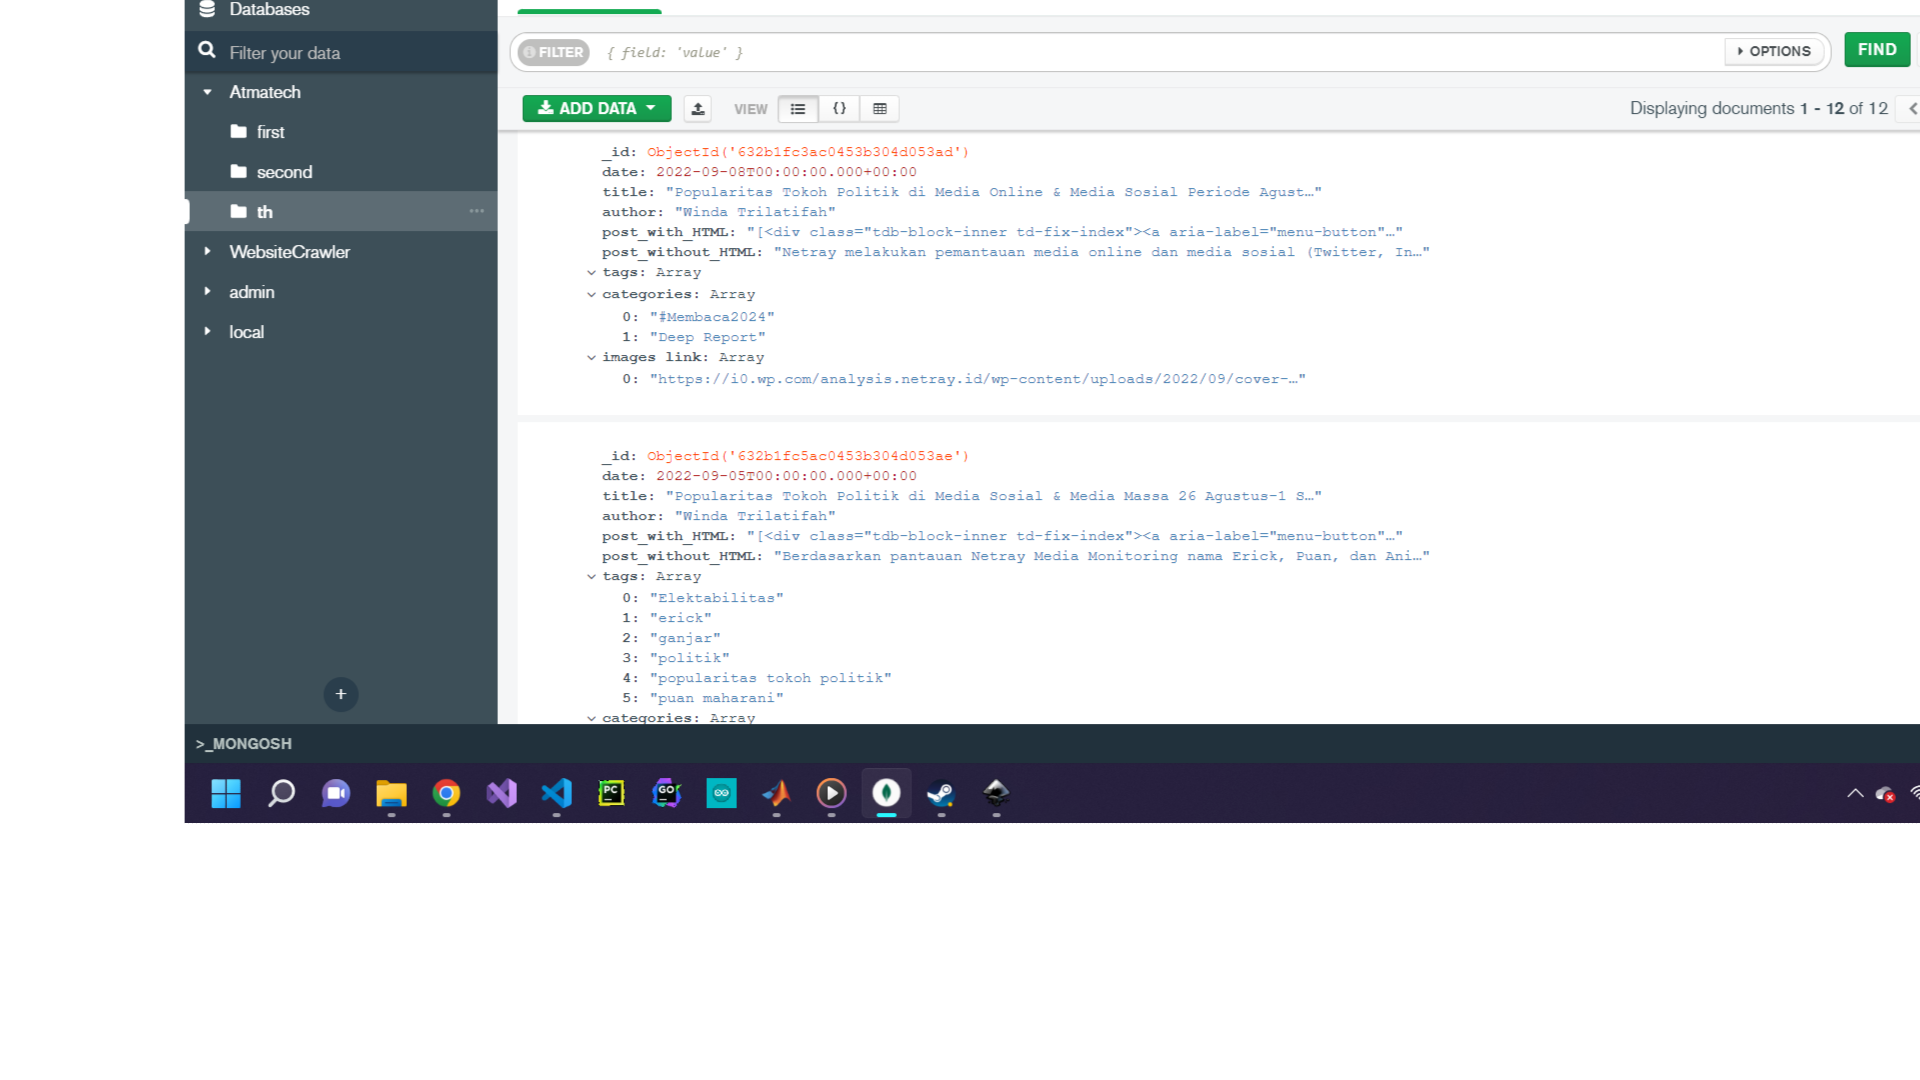 Databases
Filter your data
Atmatech
first
second
th
WebsiteCrawler
admin
local
FILTER { field: 'value' } OPTIONS FIND
ADD DATA VIEW {} Displaying documents 1 - 12 of 12
_id: ObjectId('632b1fc3ac0453b304d053ad')
date: 2022-09-08T00:00:00.000+00:00
title: "Popularitas Tokoh Politik di Media Online & Media Sosial Periode Agust…"
author: "Winda Trilatifah"
post_with_HTML: "[<div class="tdb-block-inner td-fix-index"><a aria-label="menu-button"…"
post_without_HTML: "Netray melakukan pemantauan media online dan media sosial (Twitter, In…"
tags: Array
categories: Array
0: "#Membaca2024"
1: "Deep Report"
images link: Array
0: "https://i0.wp.com/analysis.netray.id/wp-content/uploads/2022/09/cover-…"
_id: ObjectId('632b1fc5ac0453b304d053ae')
date: 2022-09-05T00:00:00.000+00:00
title: "Popularitas Tokoh Politik di Media Sosial & Media Massa 26 Agustus-1 S…"
author: "Winda Trilatifah"
post_with_HTML: "[<div class="tdb-block-inner td-fix-index"><a aria-label="menu-button"…"
post_without_HTML: "Berdasarkan pantauan Netray Media Monitoring nama Erick, Puan, dan Ani…"
tags: Array
0: "Elektabilitas"
1: "erick"
2: "ganjar"
3: "politik"
4: "popularitas tokoh politik"
5: "puan maharani"
categories: Array
>_MONGOSH
PC
GO